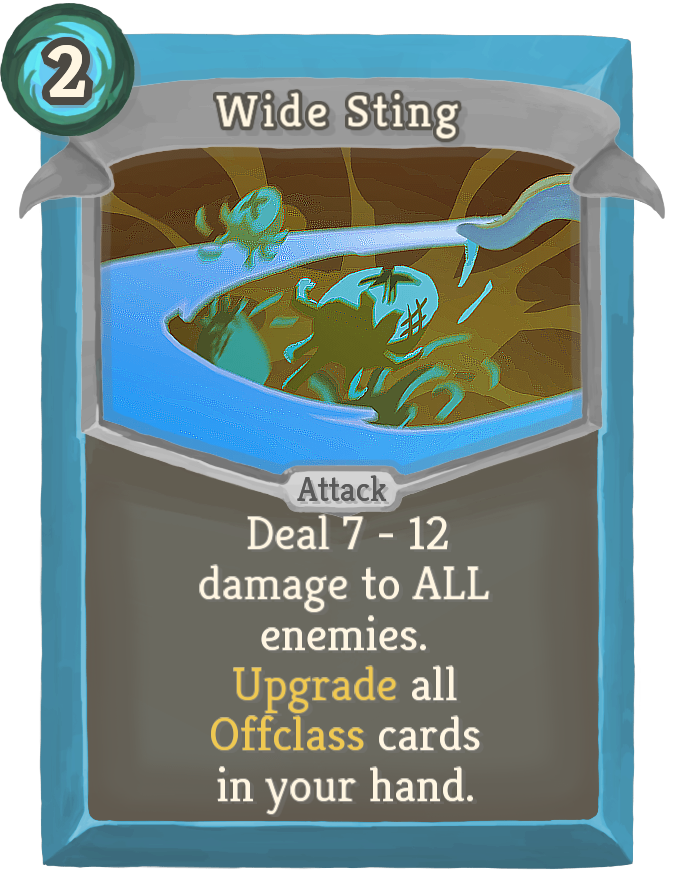 2
Wide Sting
Attack
Deal 7 - 12
damage to ALL
enemies.
Upgrade all
Offclass cards
in your hand.